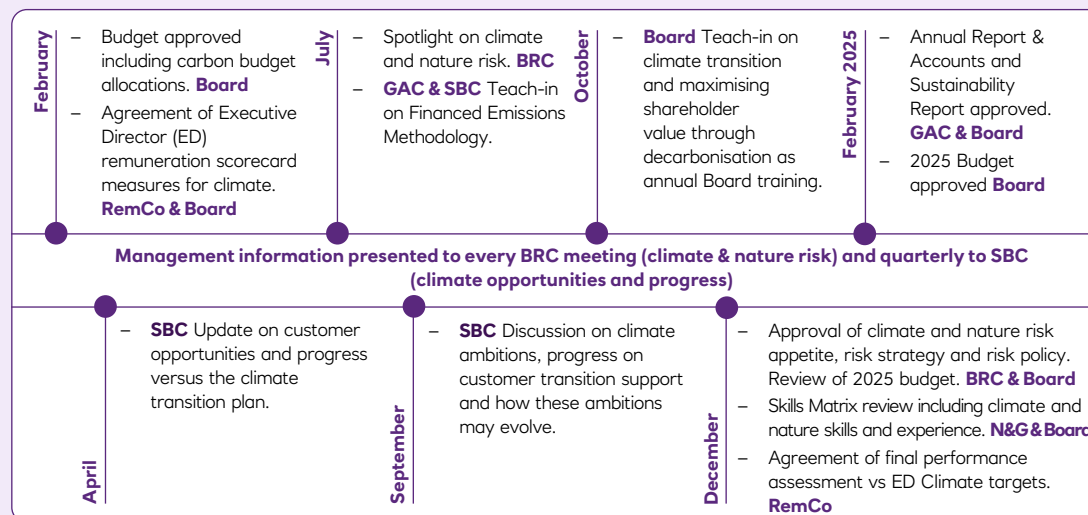 February
– Budget approved
including carbon budget
allocations. Board
– Agreement of Executive
Director (ED)
remuneration scorecard
measures for climate.
RemCo & Board
July
– Spotlight on climate
and nature risk. BRC
– GAC & SBC Teach-in
on Financed Emissions
Methodology.
October
– Board Teach-in on
climate transition
and maximising
shareholder
value through
decarbonisation as
annual Board training.
February 2025
– Annual Report &
Accounts and
Sustainability
Report approved.
GAC & Board
– 2025 Budget
approved Board
Management information presented to every BRC meeting (climate & nature risk) and quarterly to SBC
(climate opportunities and progress)
April
– SBC Update on customer
opportunities and progress
versus the climate
transition plan.
September
– SBC Discussion on climate
ambitions, progress on
customer transition support
and how these ambitions
may evolve.
December
– Approval of climate and nature risk
appetite, risk strategy and risk policy.
Review of 2025 budget. BRC & Board
– Skills Matrix review including climate and
nature skills and experience. N&G & Board
– Agreement of final performance
assessment vs ED Climate targets.
RemCo